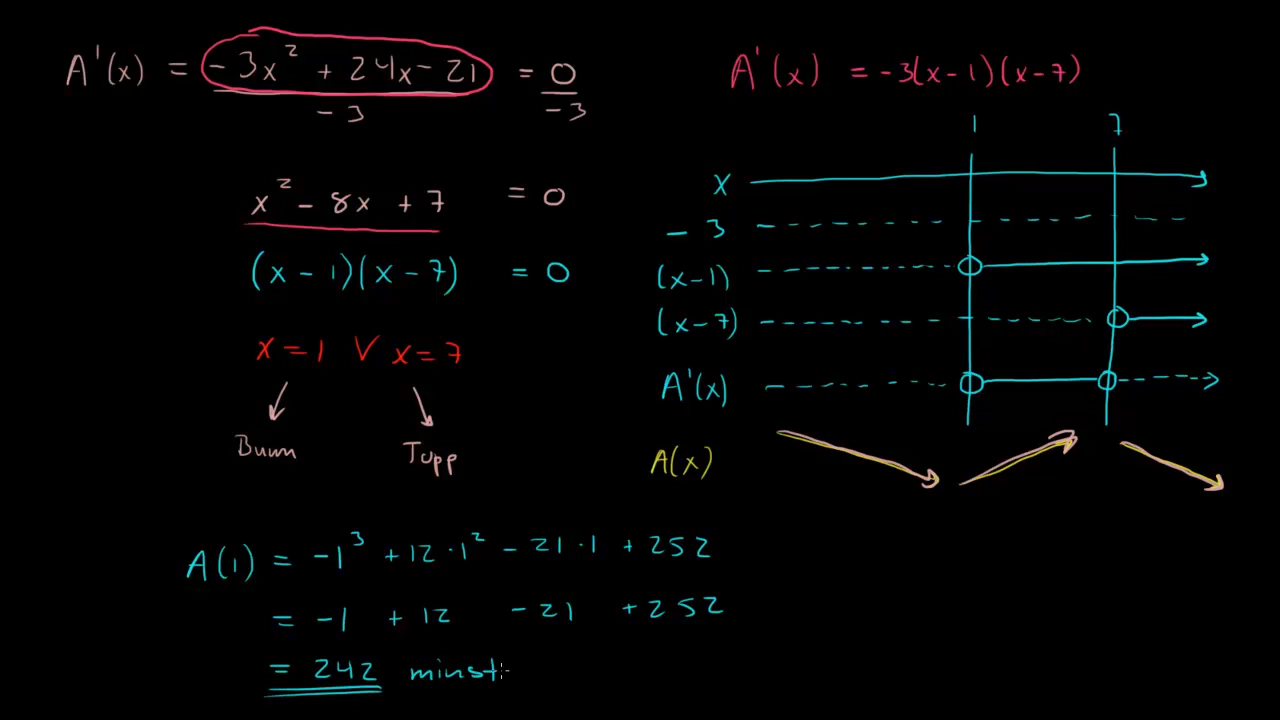 A'(x) = -3x² + 24x - 21 = 0
-3 -3
x² - 8x + 7 = 0
(x - 1)(x - 7) = 0
x = 1 V x = 7
Bunn Topp
A'(x) = -3(x-1)(x-7)
1 7
x
- 3
(x-1)
(x-7)
A'(x)
A(x)
A(1) = -1³ + 12 · 1² - 21 · 1 + 252
= -1 + 12 - 21 + 252
= 242 minst